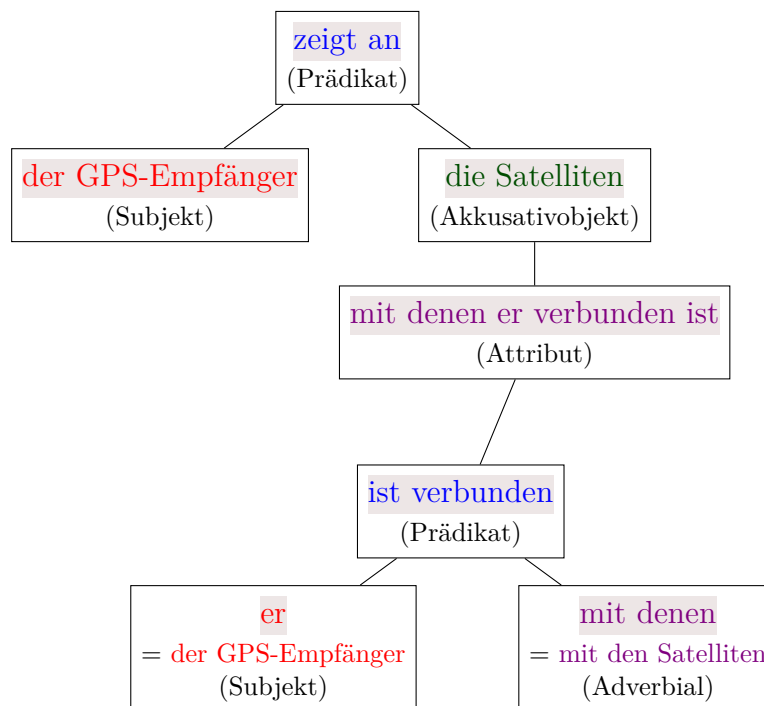 zeigt an
(Prädikat)
der GPS-Empfänger
(Subjekt)
die Satelliten
(Akkusativobjekt)
mit denen er verbunden ist
(Attribut)
ist verbunden
(Prädikat)
er
= der GPS-Empfänger
(Subjekt)
mit denen
= mit den Satelliten
(Adverbial)